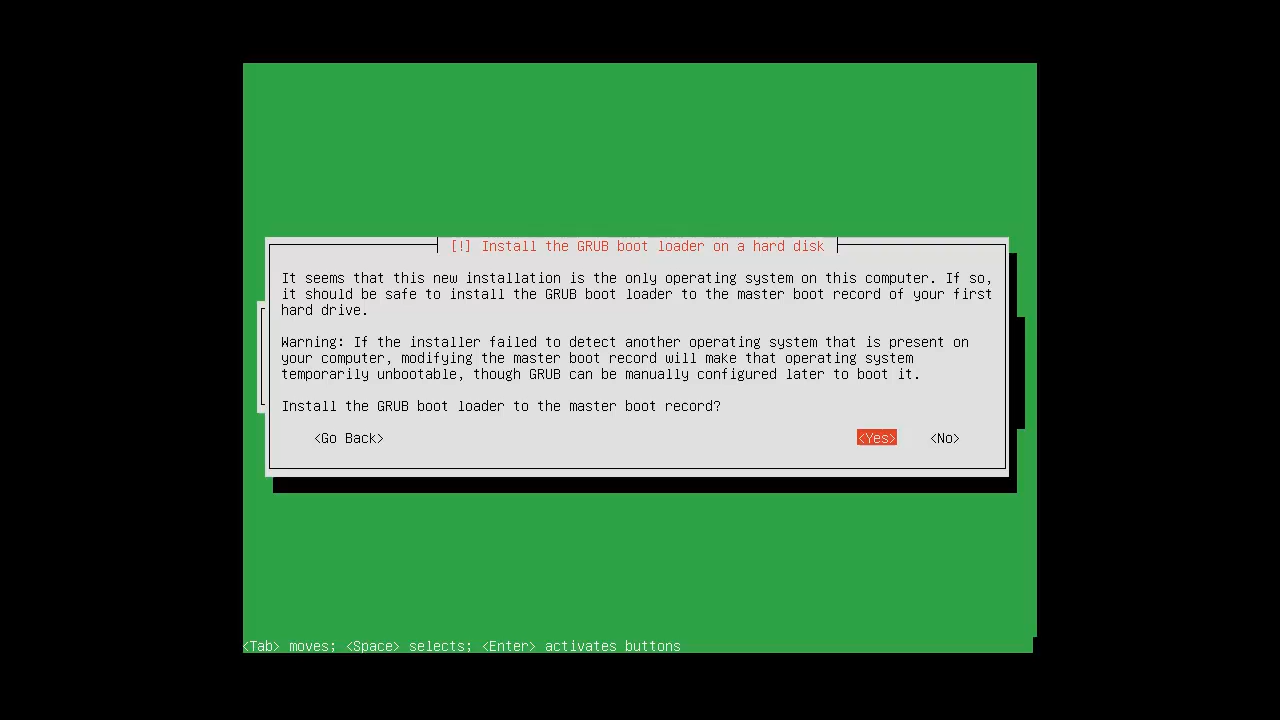 [!] Install the GRUB boot loader on a hard disk
It seems that this new installation is the only operating system on this computer. If so,
it should be safe to install the GRUB boot loader to the master boot record of your first
hard drive.
Warning: If the installer failed to detect another operating system that is present on
your computer, modifying the master boot record will make that operating system
temporarily unbootable, though GRUB can be manually configured later to boot it.
Install the GRUB boot loader to the master boot record?
<Go Back> <Yes> <No>
<Tab> moves; <Space> selects; <Enter> activates buttons